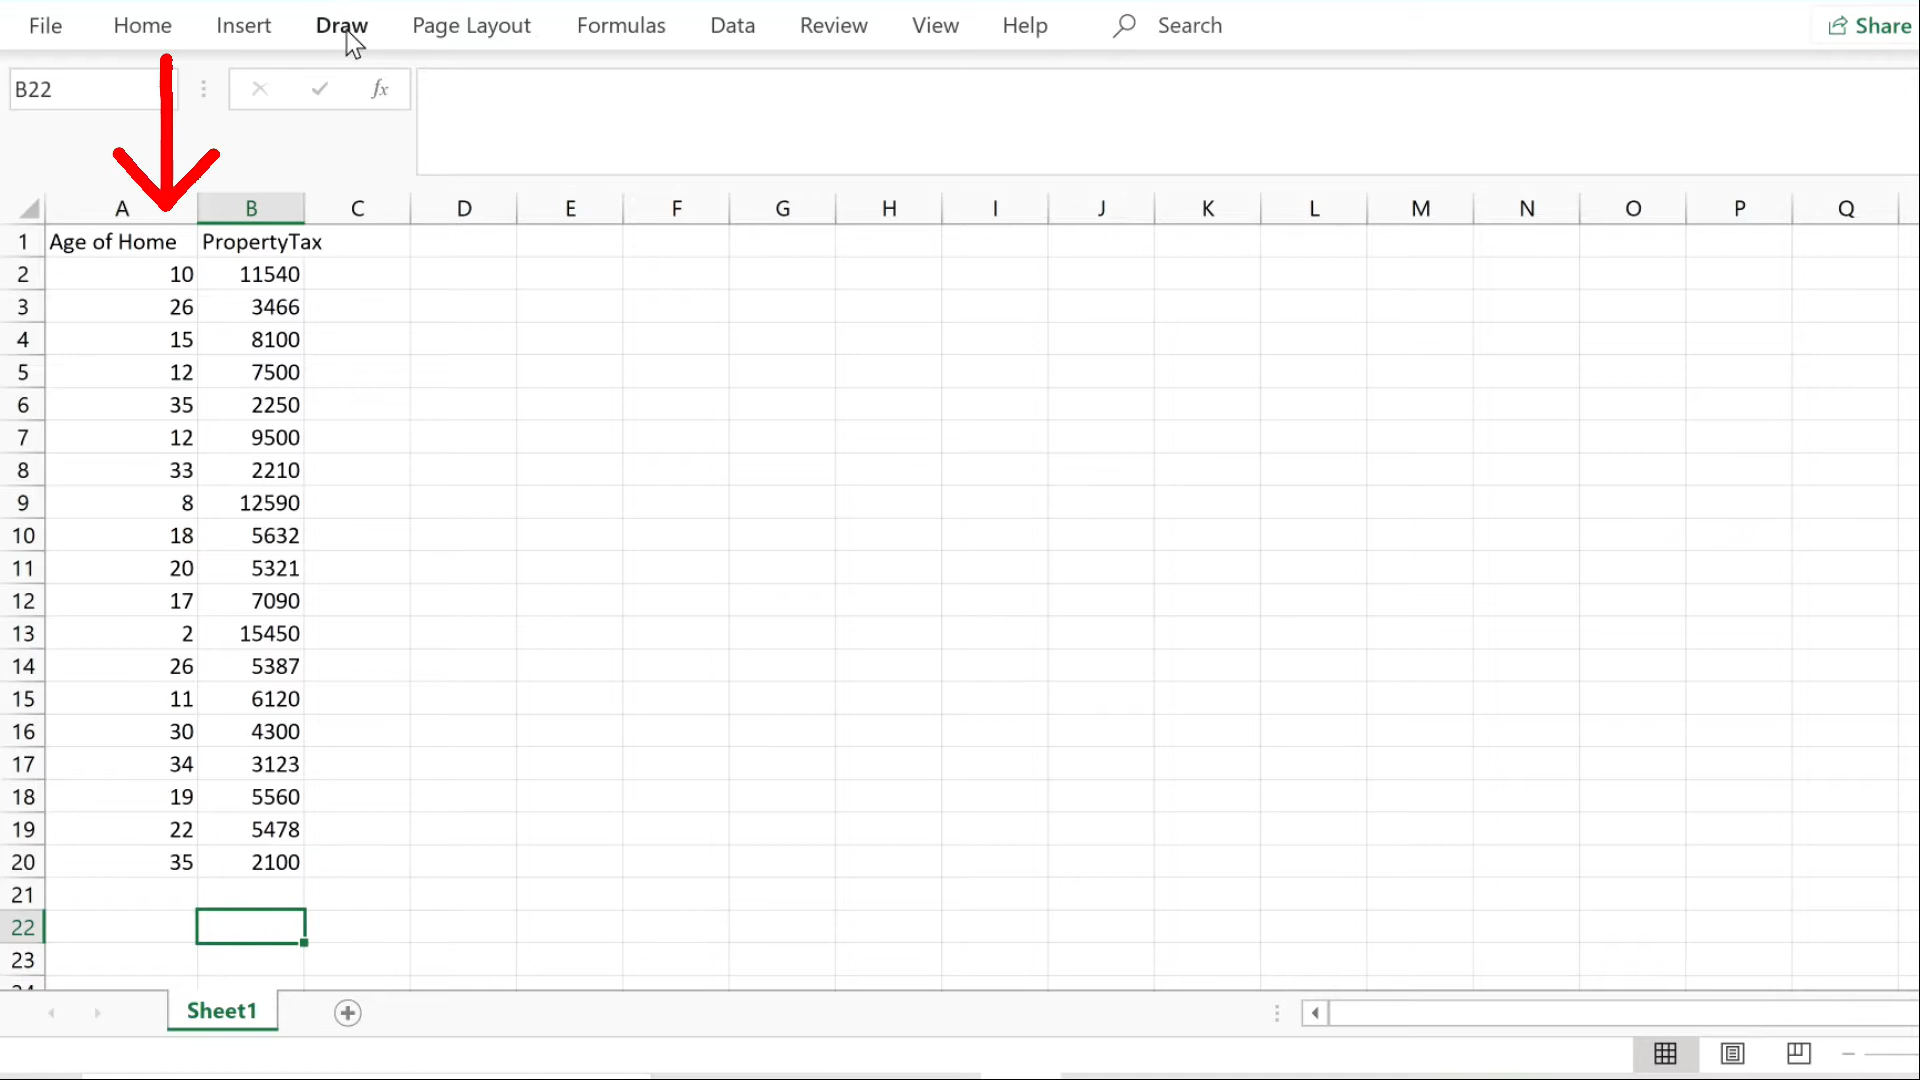 File Home Insert Draw Page Layout Formulas Data Review View Help Search Share
B22 fx
A B C D E F G H I J K L M N O P Q
1 Age of Home PropertyTax
2 10 11540
3 26 3466
4 15 8100
5 12 7500
6 35 2250
7 12 9500
8 33 2210
9 8 12590
10 18 5632
11 20 5321
12 17 7090
13 2 15450
14 26 5387
15 11 6120
16 30 4300
17 34 3123
18 19 5560
19 22 5478
20 35 2100
21
22
23
Sheet1